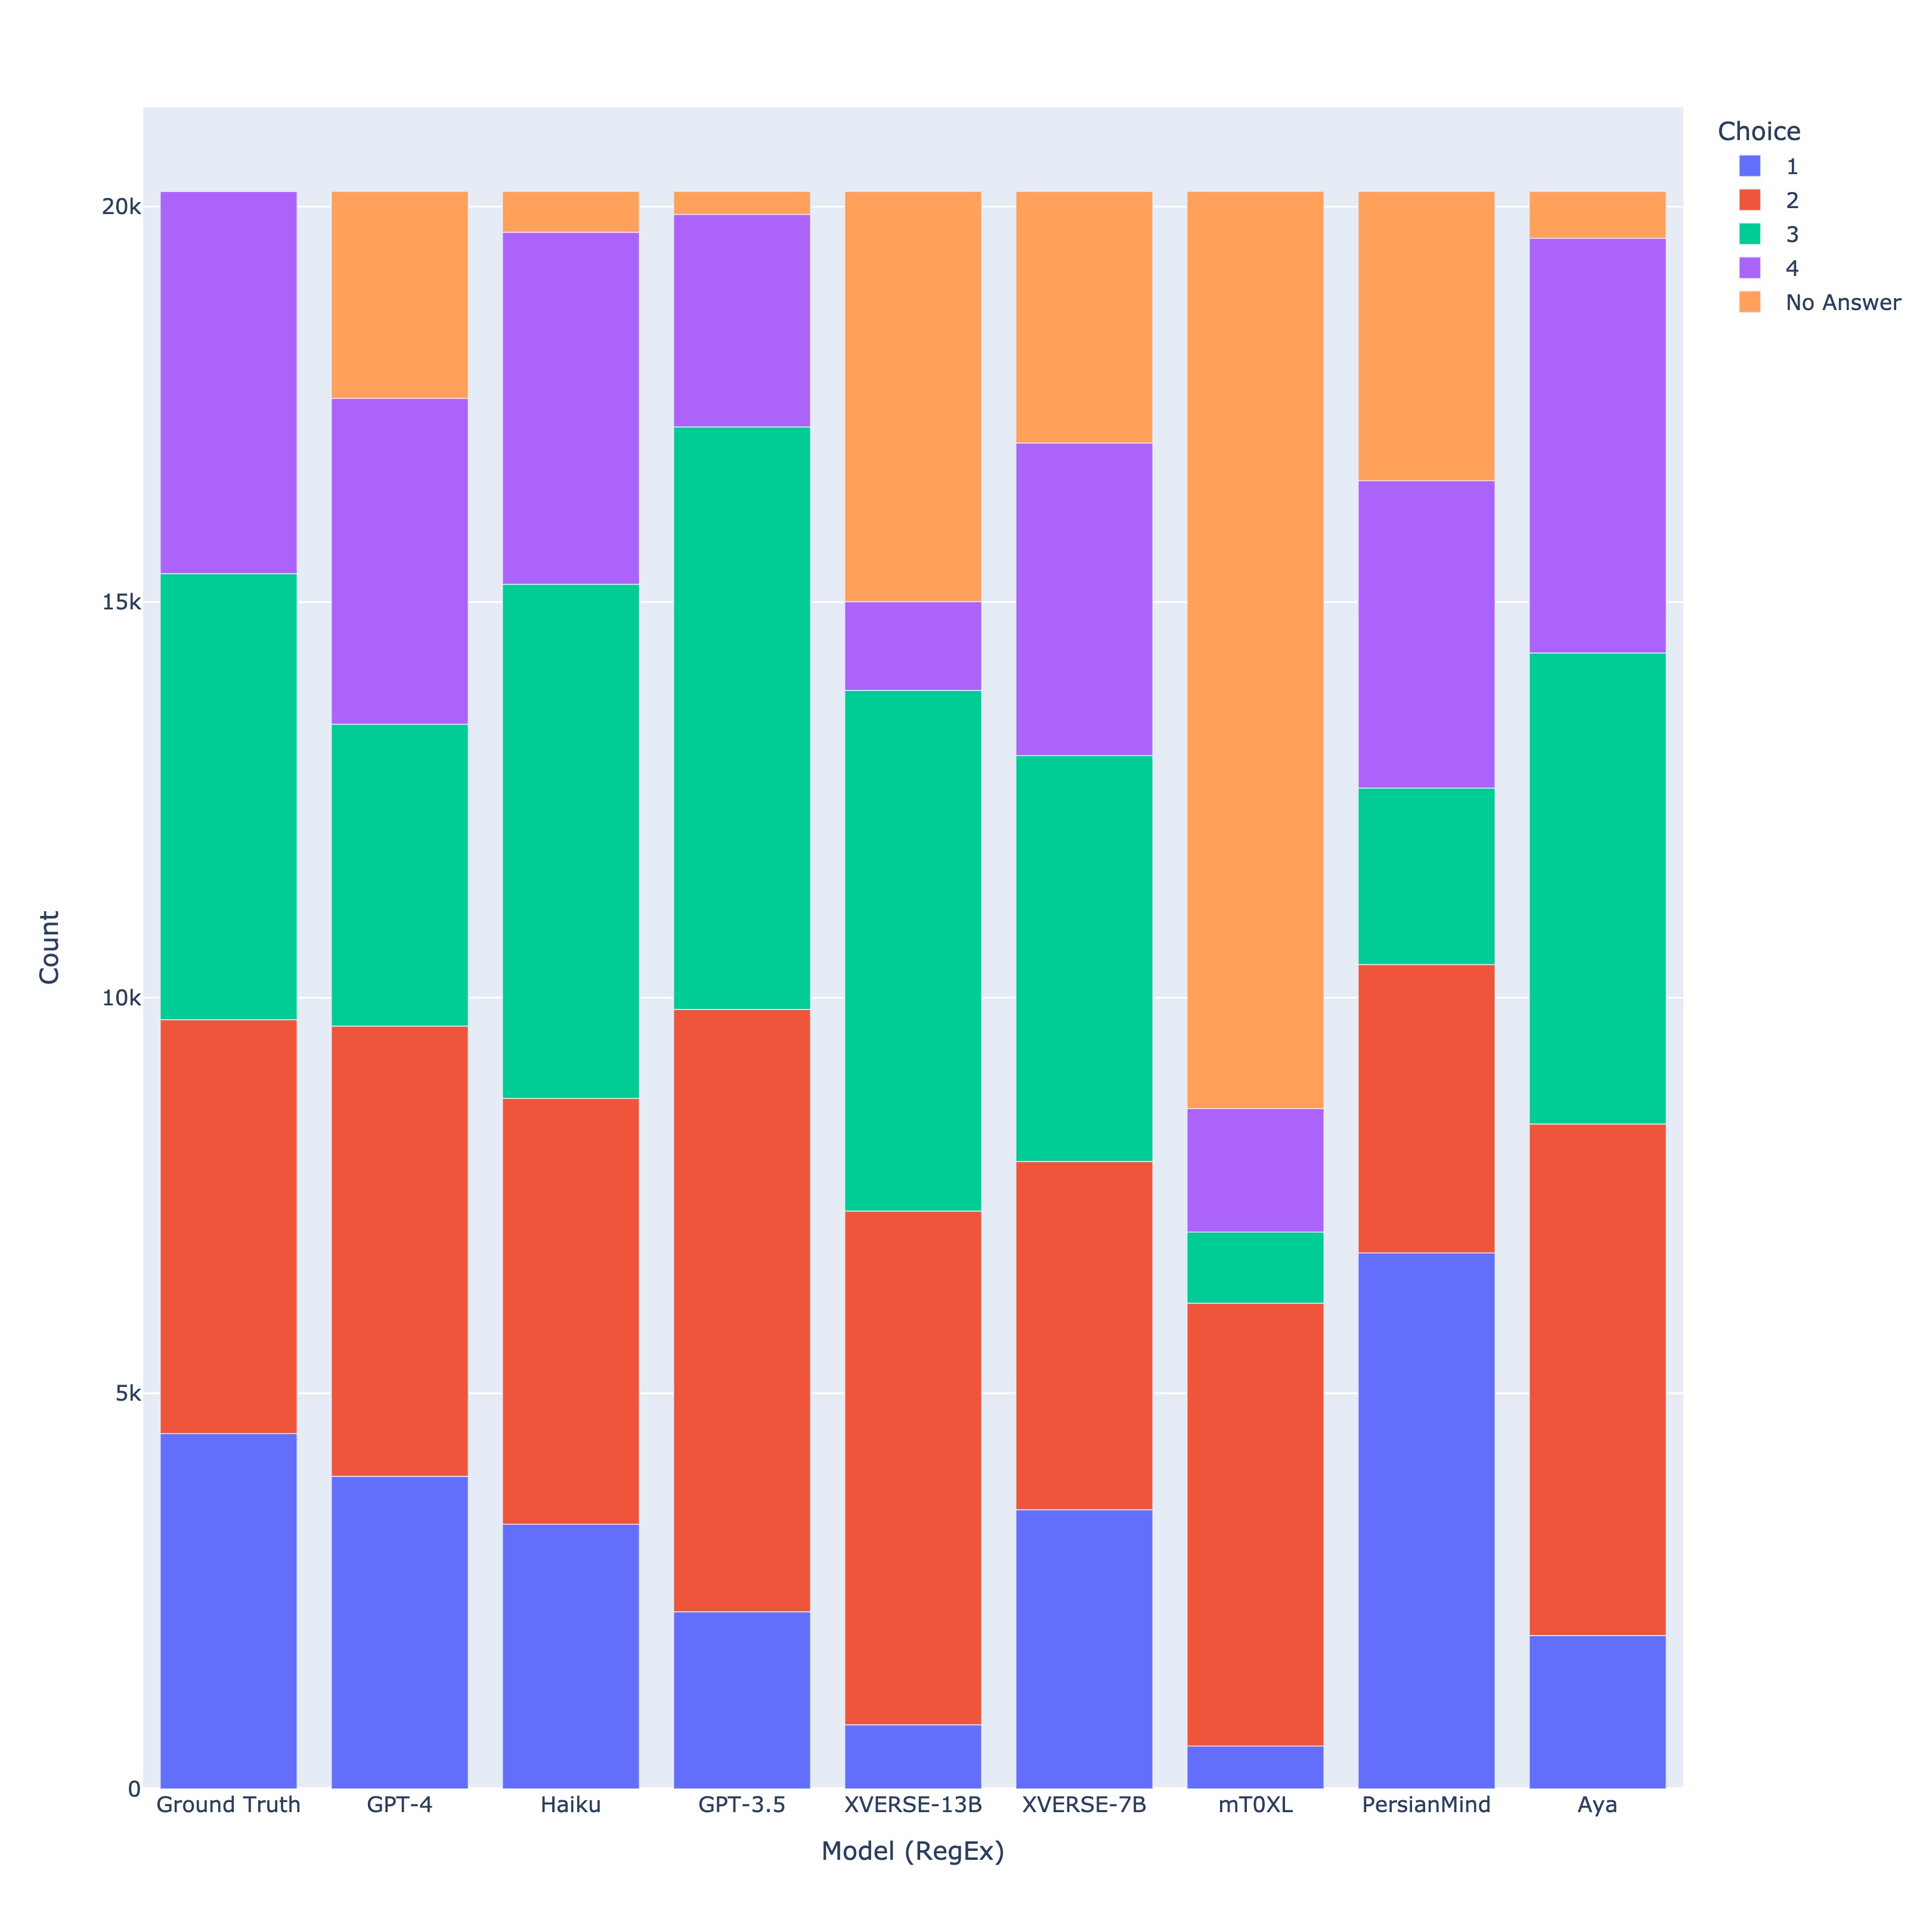 Choice
1
2
3
4
No Answer
20k
15k
10k
5k
0
Count
Ground Truth GPT-4 Haiku GPT-3.5 XVERSE-13B XVERSE-7B mT0XL PersianMind Aya
Model (RegEx)